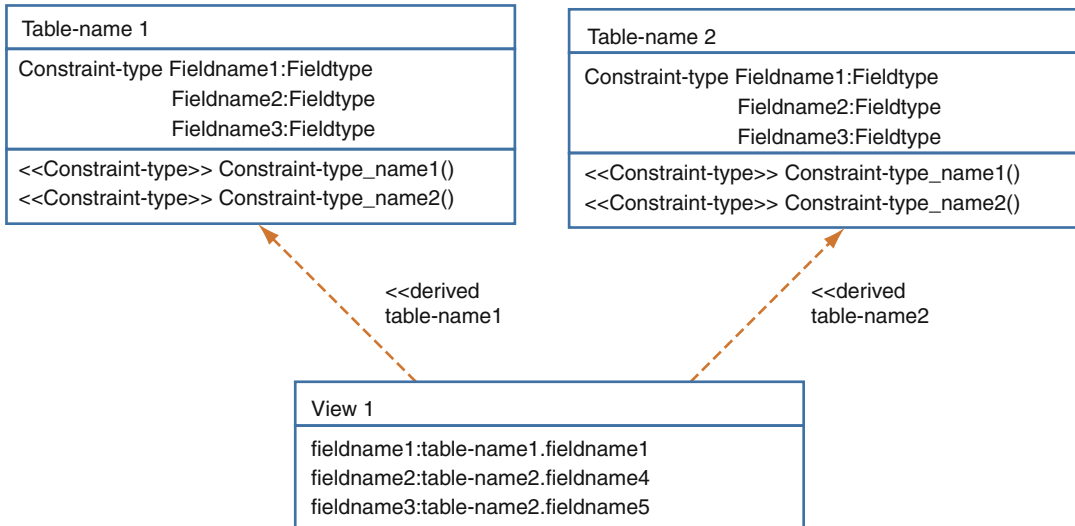 Table-name 1
Constraint-type Fieldname1:Fieldtype
Fieldname2:Fieldtype
Fieldname3:Fieldtype
<<Constraint-type>> Constraint-type_name1()
<<Constraint-type>> Constraint-type_name2()
Table-name 2
Constraint-type Fieldname1:Fieldtype
Fieldname2:Fieldtype
Fieldname3:Fieldtype
<<Constraint-type>> Constraint-type_name1()
<<Constraint-type>> Constraint-type_name2()
<<derived
table-name1
<<derived
table-name2
View 1
fieldname1:table-name1.fieldname1
fieldname2:table-name2.fieldname4
fieldname3:table-name2.fieldname5